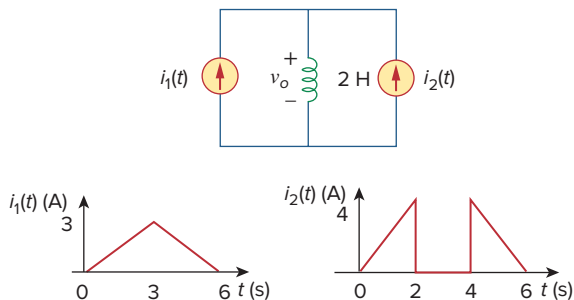 +
i1(t) vo 2 H i2(t)
−
i1(t) (A)
3
0 3 6 t (s)
i2(t) (A)
4
0 2 4 6 t (s)